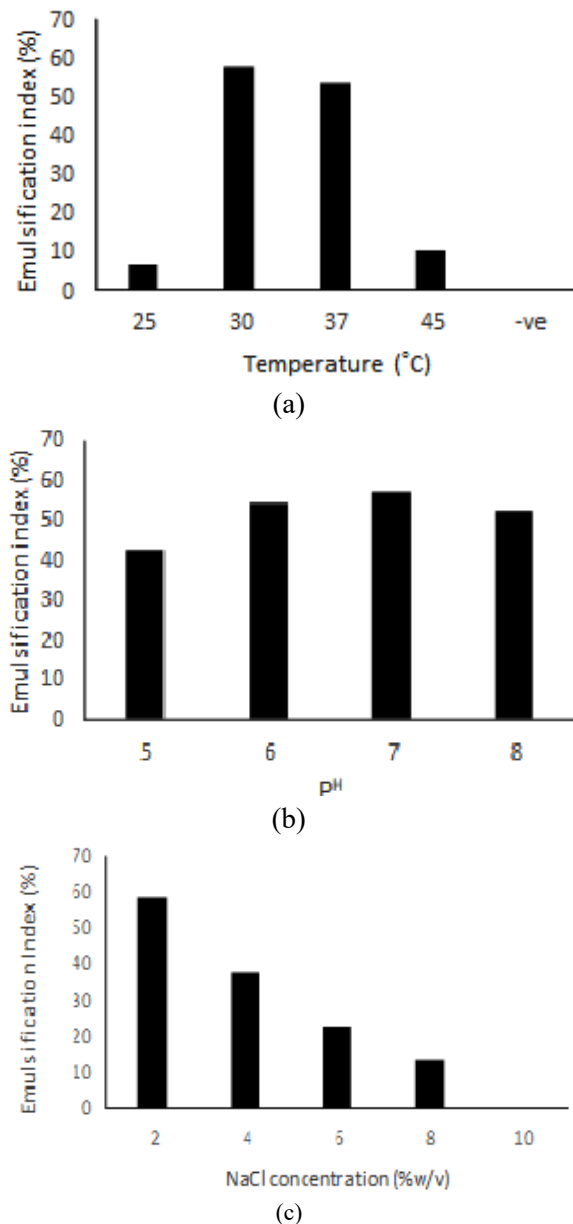 70
60
50
40
30
20
10
0
Emulsification index (%)
25 30 37 45 -ve
Temperature (˚C)
(a)
70
60
50
40
30
20
10
0
Emulsification index (%)
5 6 7 8
Pᴴ
(b)
70
60
50
40
30
20
10
0
Emulsification Index (%)
2 4 6 8 10
NaCl concentration (%w/v)
(c)